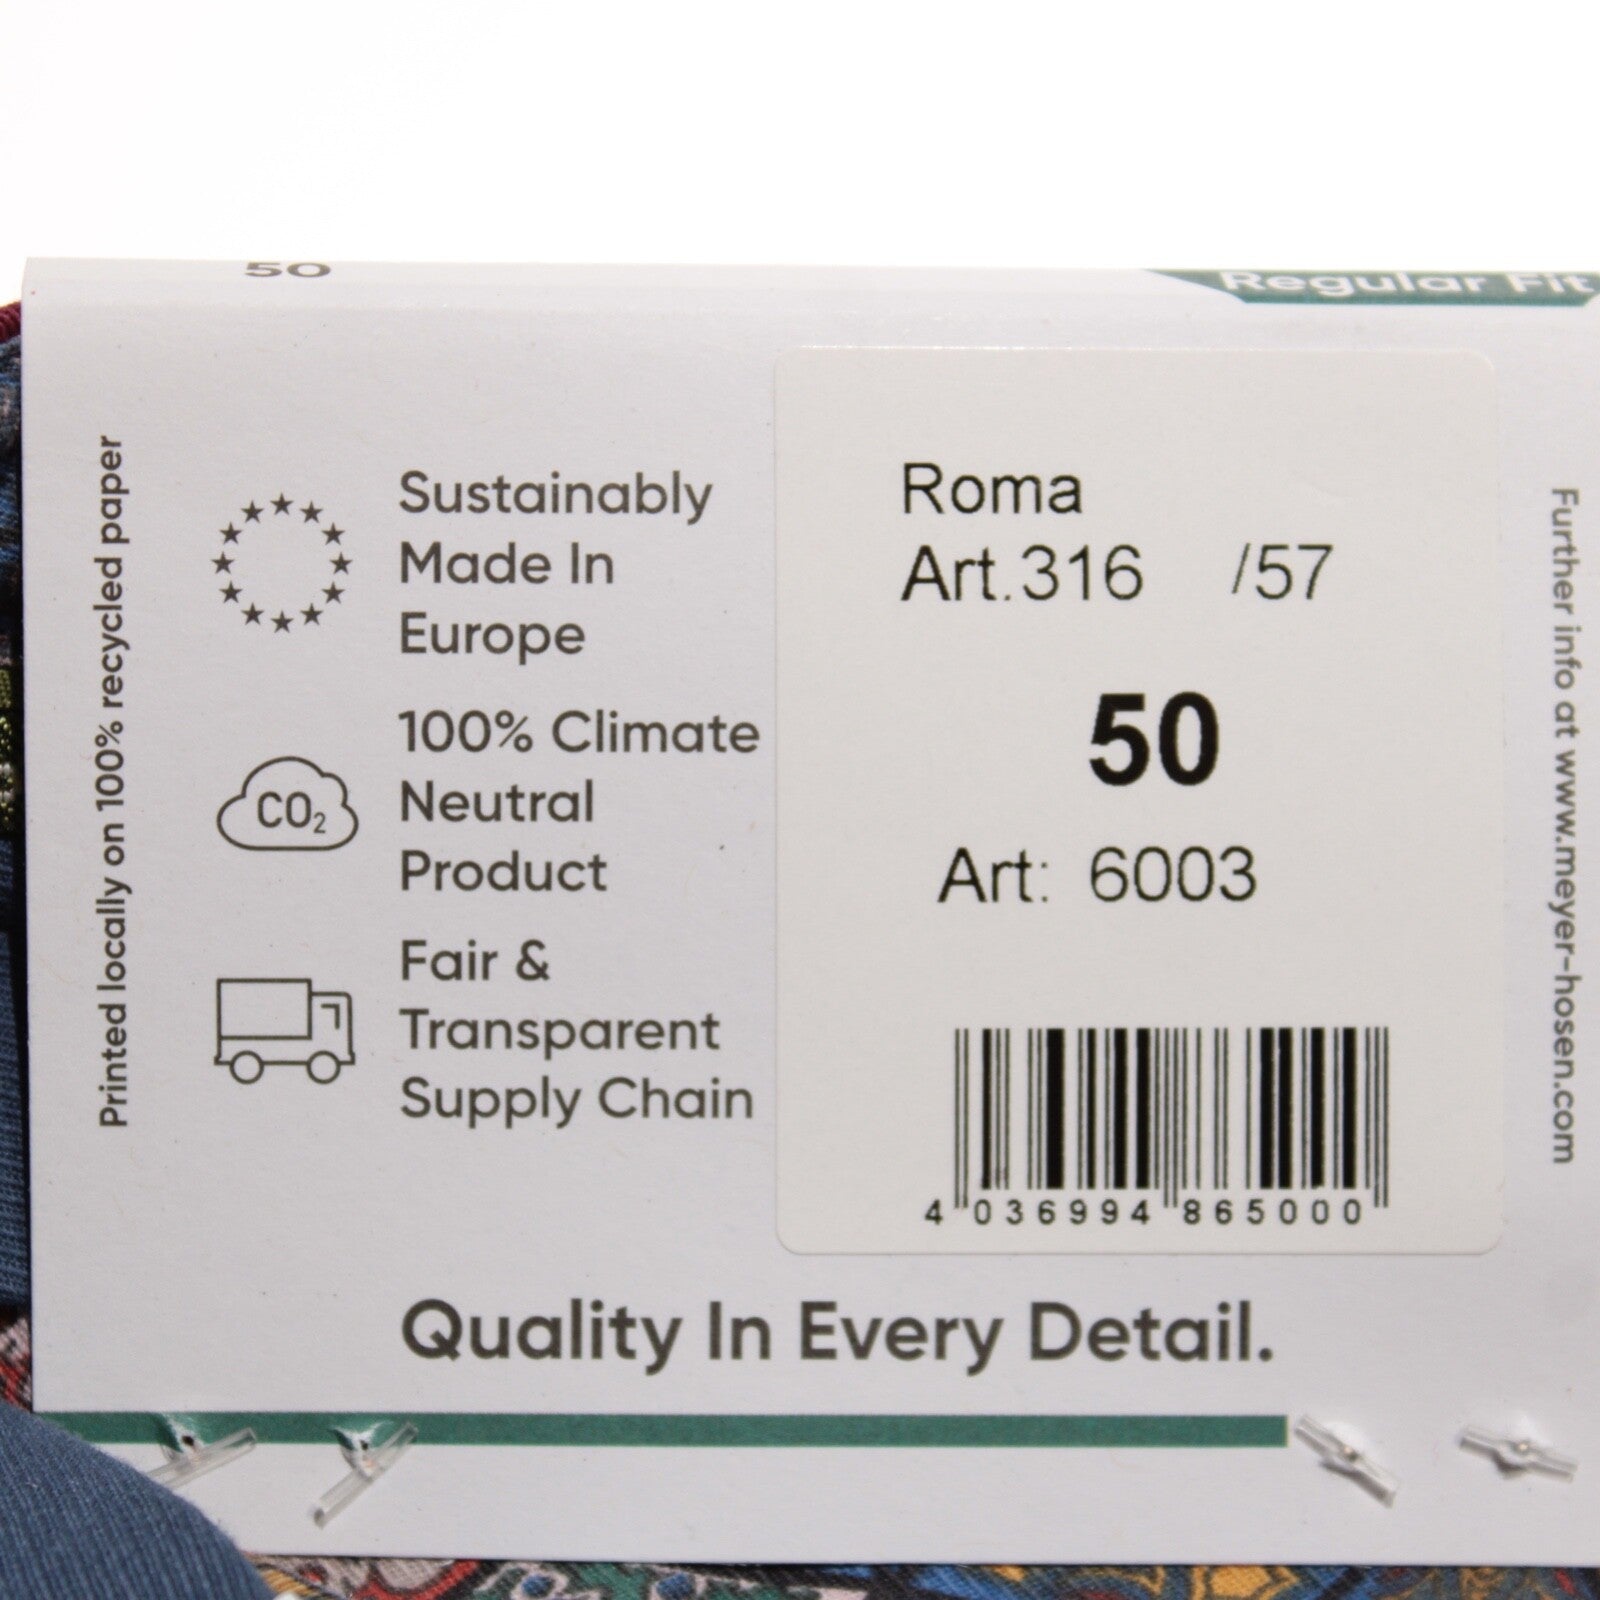 50
Regular Fit
Printed locally on 100% recycled paper
Sustainably
Made In
Europe
CO₂
100% Climate
Neutral
Product
Fair &
Transparent
Supply Chain
Roma
Art.316 /57
50
Art: 6003
4 036994 865000
Further info at www.meyer-hosen.com
Quality In Every Detail.